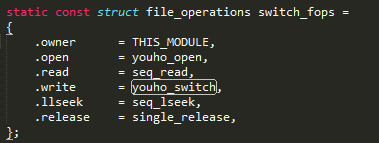 static const struct file_operations switch_fops =
{
    .owner      = THIS_MODULE,
    .open       = youho_open,
    .read       = seq_read,
    .write      = youho_switch,
    .llseek     = seq_lseek,
    .release    = single_release,
};